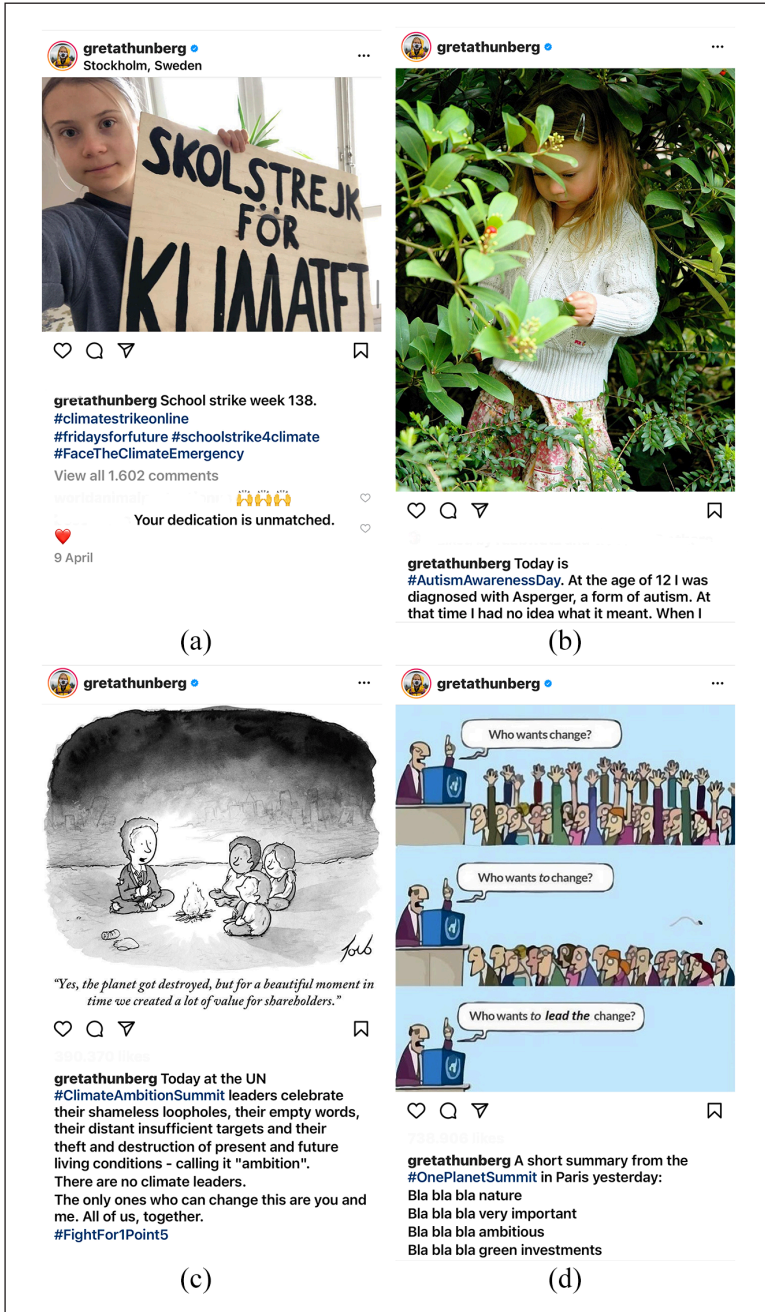 gretathunberg
Stockholm, Sweden
SKOLSTREJK
FÖR
KLIMATET
gretathunberg School strike week 138.
#climatestrikeonline
#fridaysforfuture #schoolstrike4climate
#FaceTheClimateEmergency
View all 1.602 comments
🙌🙌🙌
Your dedication is unmatched.
❤️
9 April
(a)
gretathunberg
gretathunberg Today is
#AutismAwarenessDay. At the age of 12 I was
diagnosed with Asperger, a form of autism. At
that time I had no idea what it meant. When I
(b)
gretathunberg
"Yes, the planet got destroyed, but for a beautiful moment in
time we created a lot of value for shareholders."
gretathunberg Today at the UN
#ClimateAmbitionSummit leaders celebrate
their shameless loopholes, their empty words,
their distant insufficient targets and their
theft and destruction of present and future
living conditions - calling it "ambition".
There are no climate leaders.
The only ones who can change this are you and
me. All of us, together.
#FightFor1Point5
(c)
gretathunberg
Who wants change?
Who wants to change?
Who wants to lead the change?
gretathunberg A short summary from the
#OnePlanetSummit in Paris yesterday:
Bla bla bla nature
Bla bla bla very important
Bla bla bla ambitious
Bla bla bla green investments
(d)